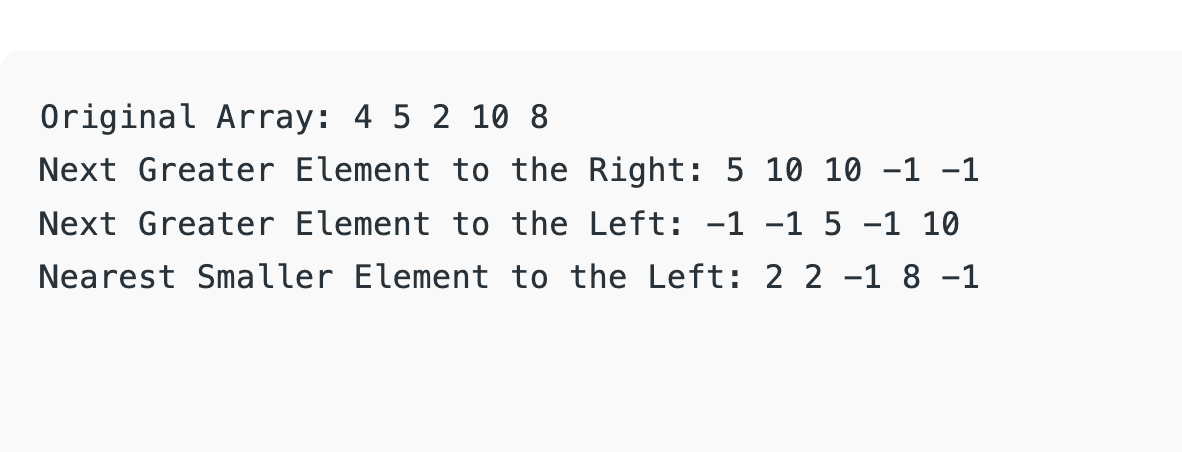 Original Array: 4 5 2 10 8
Next Greater Element to the Right: 5 10 10 -1 -1
Next Greater Element to the Left: -1 -1 5 -1 10
Nearest Smaller Element to the Left: 2 2 -1 8 -1